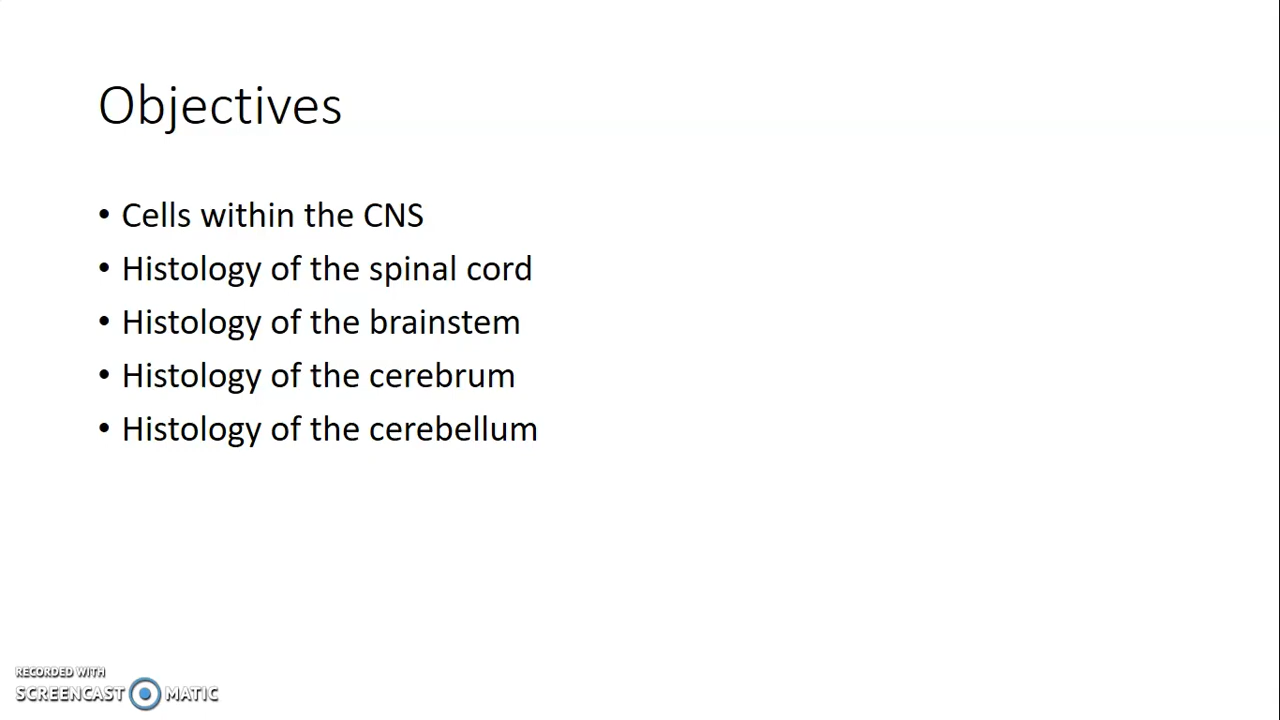 Objectives
• Cells within the CNS
• Histology of the spinal cord
• Histology of the brainstem
• Histology of the cerebrum
• Histology of the cerebellum
RECORDED WITH
SCREENCAST MATIC